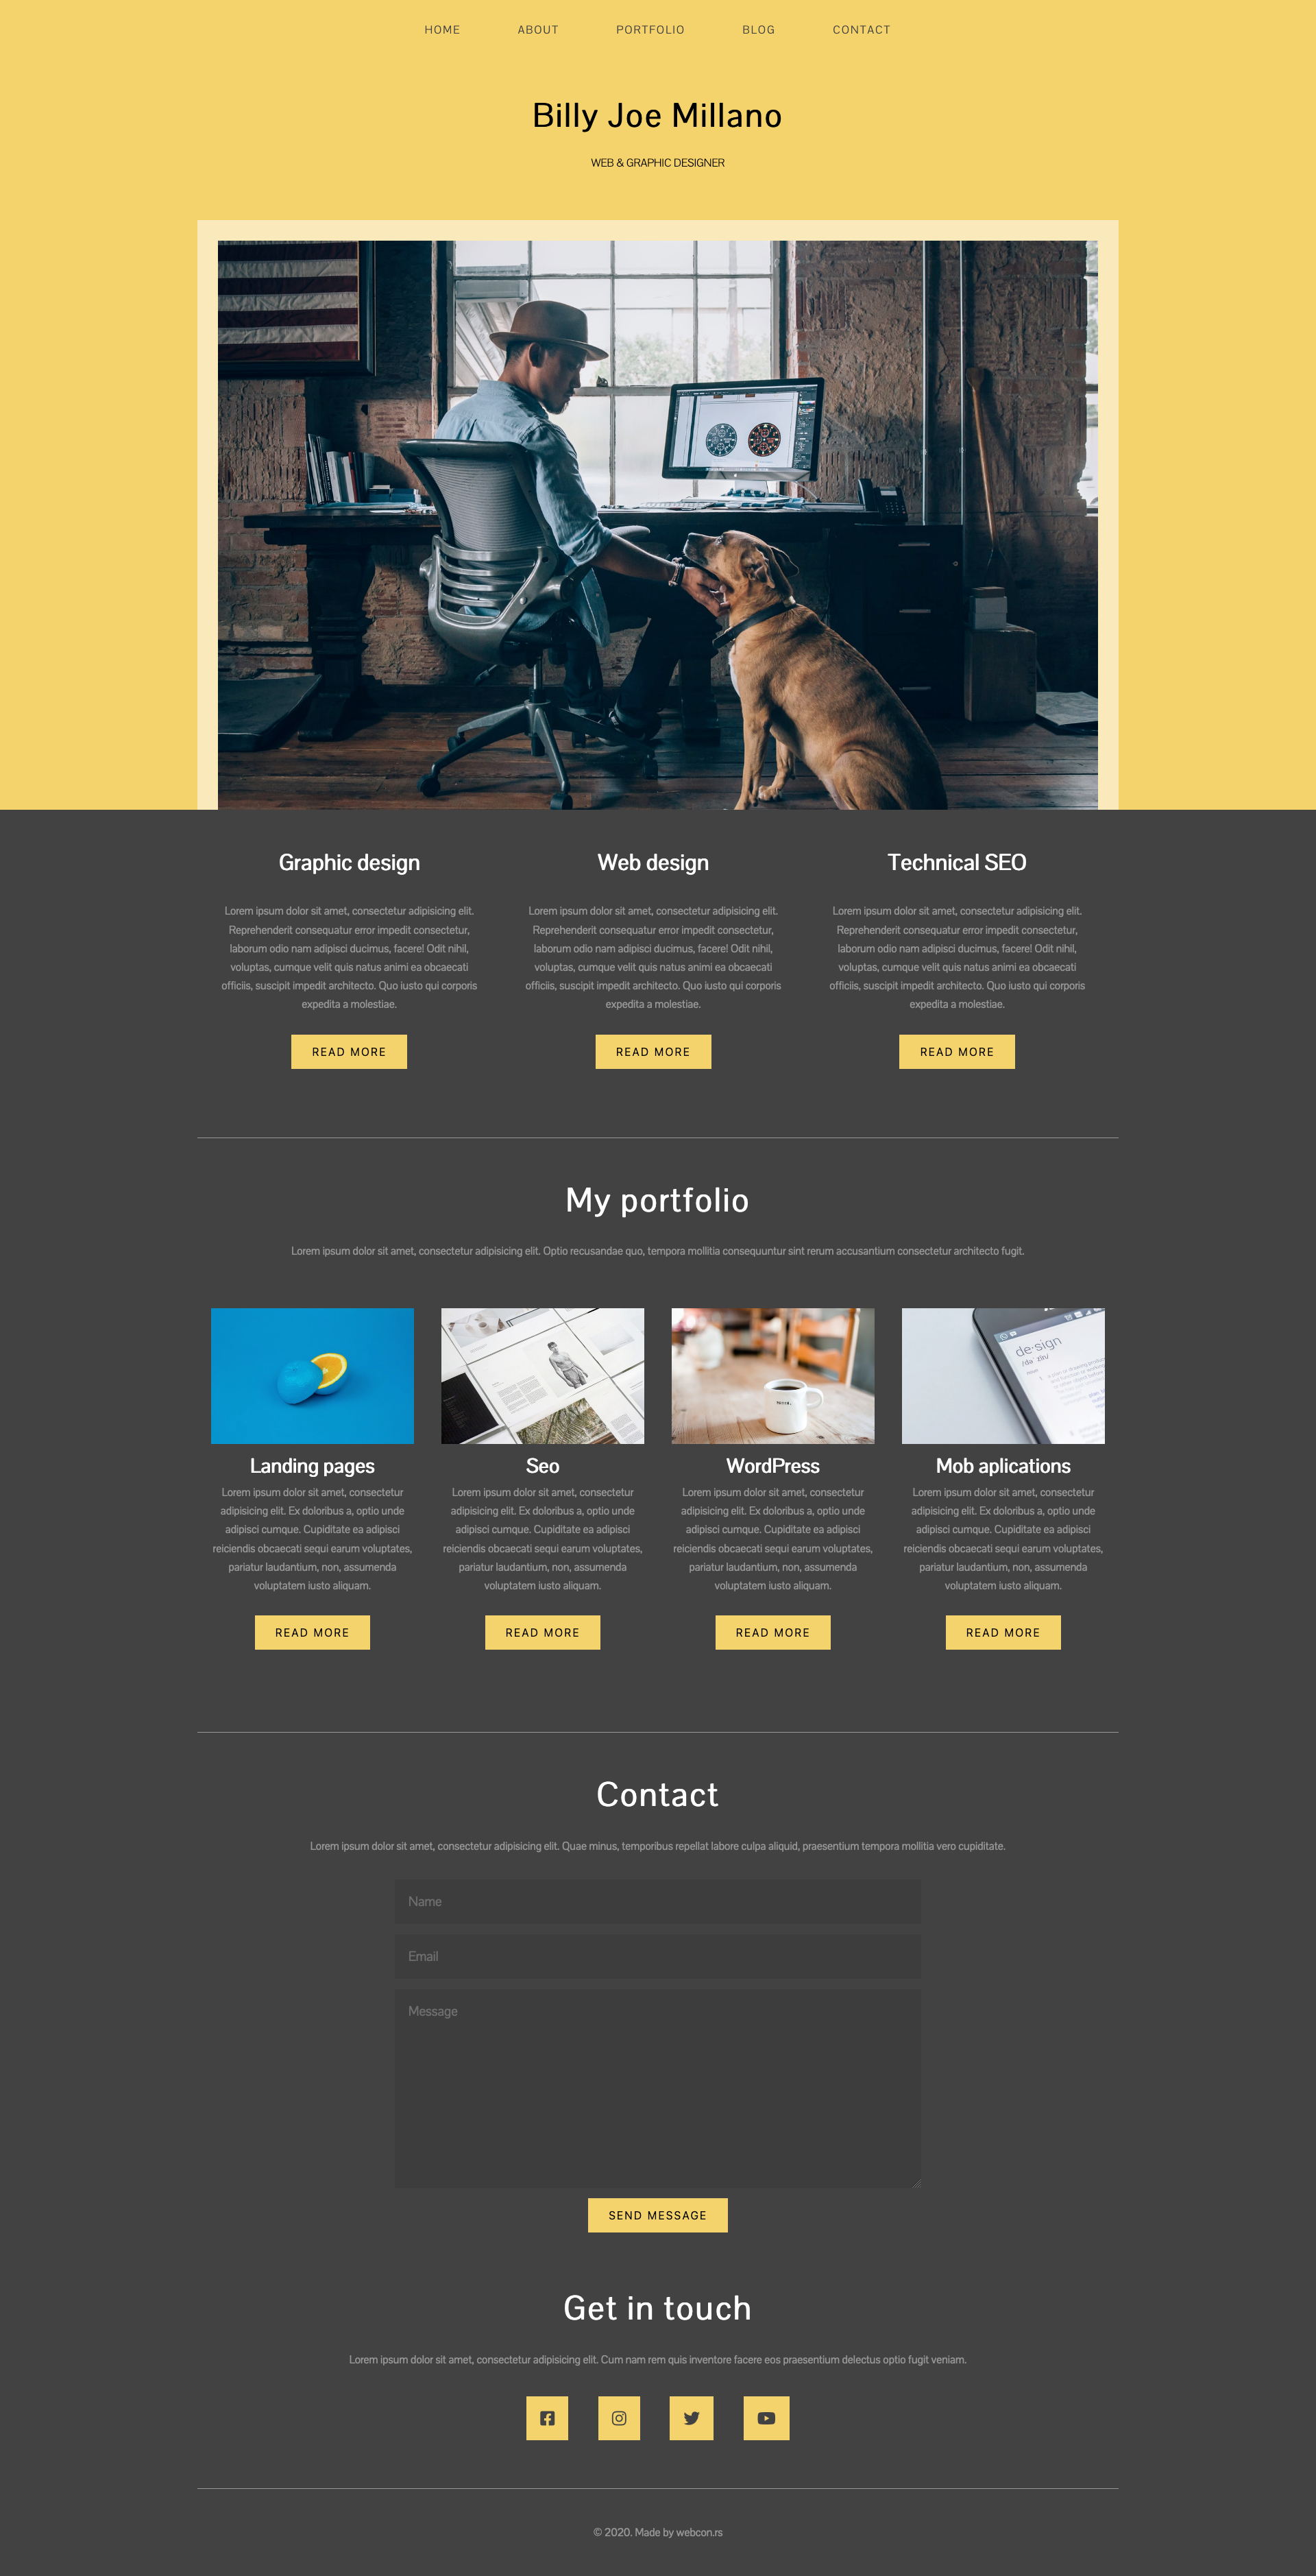 HOME ABOUT PORTFOLIO BLOG CONTACT
Billy Joe Millano
WEB & GRAPHIC DESIGNER
Graphic design
Lorem ipsum dolor sit amet, consectetur adipisicing elit.
Reprehenderit consequatur error impedit consectetur,
laborum odio nam adipisci ducimus, facere! Odit nihil,
voluptas, cumque velit quis natus animi ea obcaecati
officiis, suscipit impedit architecto. Quo iusto qui corporis
expedita a molestiae.
READ MORE
Web design
Lorem ipsum dolor sit amet, consectetur adipisicing elit.
Reprehenderit consequatur error impedit consectetur,
laborum odio nam adipisci ducimus, facere! Odit nihil,
voluptas, cumque velit quis natus animi ea obcaecati
officiis, suscipit impedit architecto. Quo iusto qui corporis
expedita a molestiae.
READ MORE
Technical SEO
Lorem ipsum dolor sit amet, consectetur adipisicing elit.
Reprehenderit consequatur error impedit consectetur,
laborum odio nam adipisci ducimus, facere! Odit nihil,
voluptas, cumque velit quis natus animi ea obcaecati
officiis, suscipit impedit architecto. Quo iusto qui corporis
expedita a molestiae.
READ MORE
My portfolio
Lorem ipsum dolor sit amet, consectetur adipisicing elit. Optio recusandae quo, tempora mollitia consequuntur sint rerum accusantium consectetur architecto fugit.
Landing pages
Lorem ipsum dolor sit amet, consectetur
adipisicing elit. Ex doloribus a, optio unde
adipisci cumque. Cupiditate ea adipisci
reiciendis obcaecati sequi earum voluptates,
pariatur laudantium, non, assumenda
voluptatem iusto aliquam.
READ MORE
Seo
Lorem ipsum dolor sit amet, consectetur
adipisicing elit. Ex doloribus a, optio unde
adipisci cumque. Cupiditate ea adipisci
reiciendis obcaecati sequi earum voluptates,
pariatur laudantium, non, assumenda
voluptatem iusto aliquam.
READ MORE
WordPress
Lorem ipsum dolor sit amet, consectetur
adipisicing elit. Ex doloribus a, optio unde
adipisci cumque. Cupiditate ea adipisci
reiciendis obcaecati sequi earum voluptates,
pariatur laudantium, non, assumenda
voluptatem iusto aliquam.
READ MORE
de·sign
/dəˈzīn/
Mob aplications
Lorem ipsum dolor sit amet, consectetur
adipisicing elit. Ex doloribus a, optio unde
adipisci cumque. Cupiditate ea adipisci
reiciendis obcaecati sequi earum voluptates,
pariatur laudantium, non, assumenda
voluptatem iusto aliquam.
READ MORE
Contact
Lorem ipsum dolor sit amet, consectetur adipisicing elit. Quae minus, temporibus repellat labore culpa aliquid, praesentium tempora mollitia vero cupiditate.
Name
Email
Message
SEND MESSAGE
Get in touch
Lorem ipsum dolor sit amet, consectetur adipisicing elit. Cum nam rem quis inventore facere eos praesentium delectus optio fugit veniam.
© 2020. Made by webcon.rs